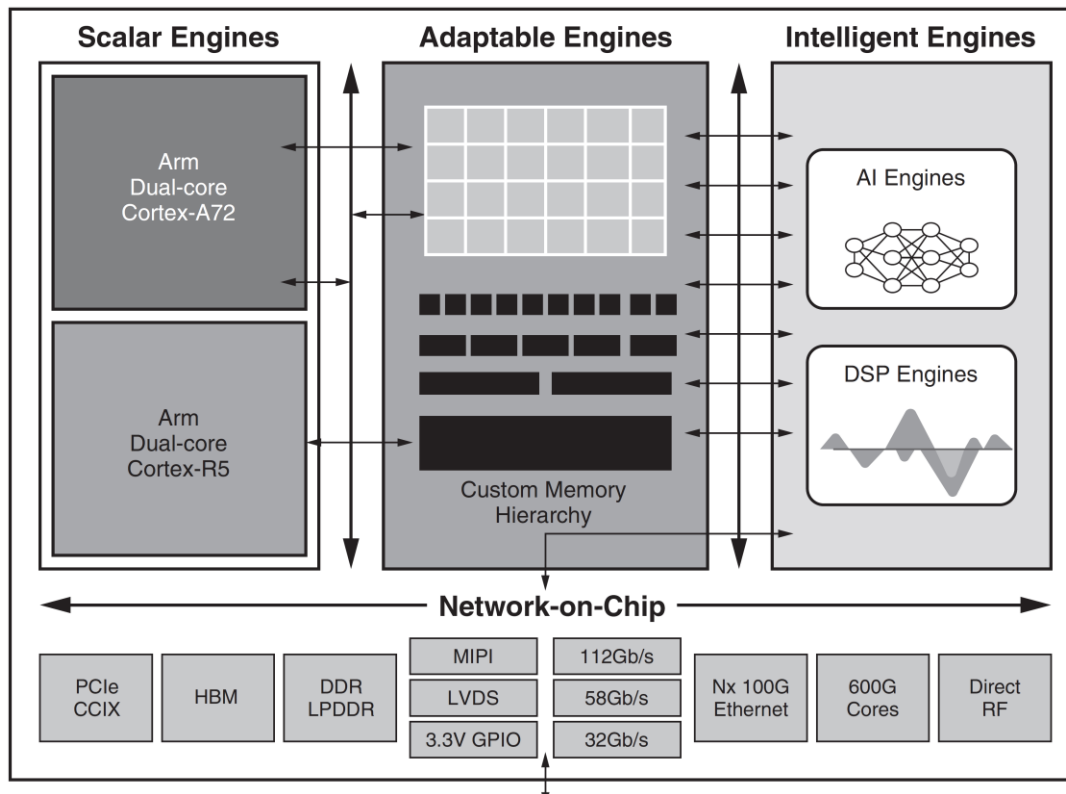 Scalar Engines
Adaptable Engines
Intelligent Engines
Arm
Dual-core
Cortex-A72
Arm
Dual-core
Cortex-R5
Custom Memory
Hierarchy
AI Engines
DSP Engines
Network-on-Chip
PCIe
CCIX
HBM
DDR
LPDDR
MIPI
LVDS
3.3V GPIO
112Gb/s
58Gb/s
32Gb/s
Nx 100G
Ethernet
600G
Cores
Direct
RF